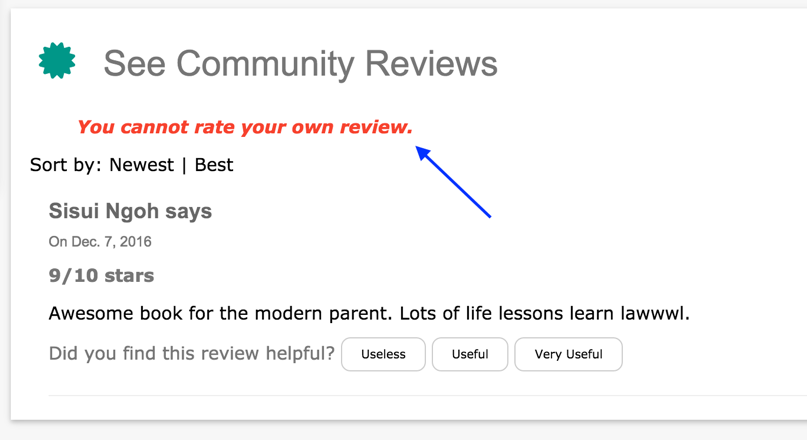 See Community Reviews
You cannot rate your own review.
Sort by: Newest | Best
Sisui Ngoh says
On Dec. 7, 2016
9/10 stars
Awesome book for the modern parent. Lots of life lessons learn lawwwl.
Did you find this review helpful? Useless Useful Very Useful